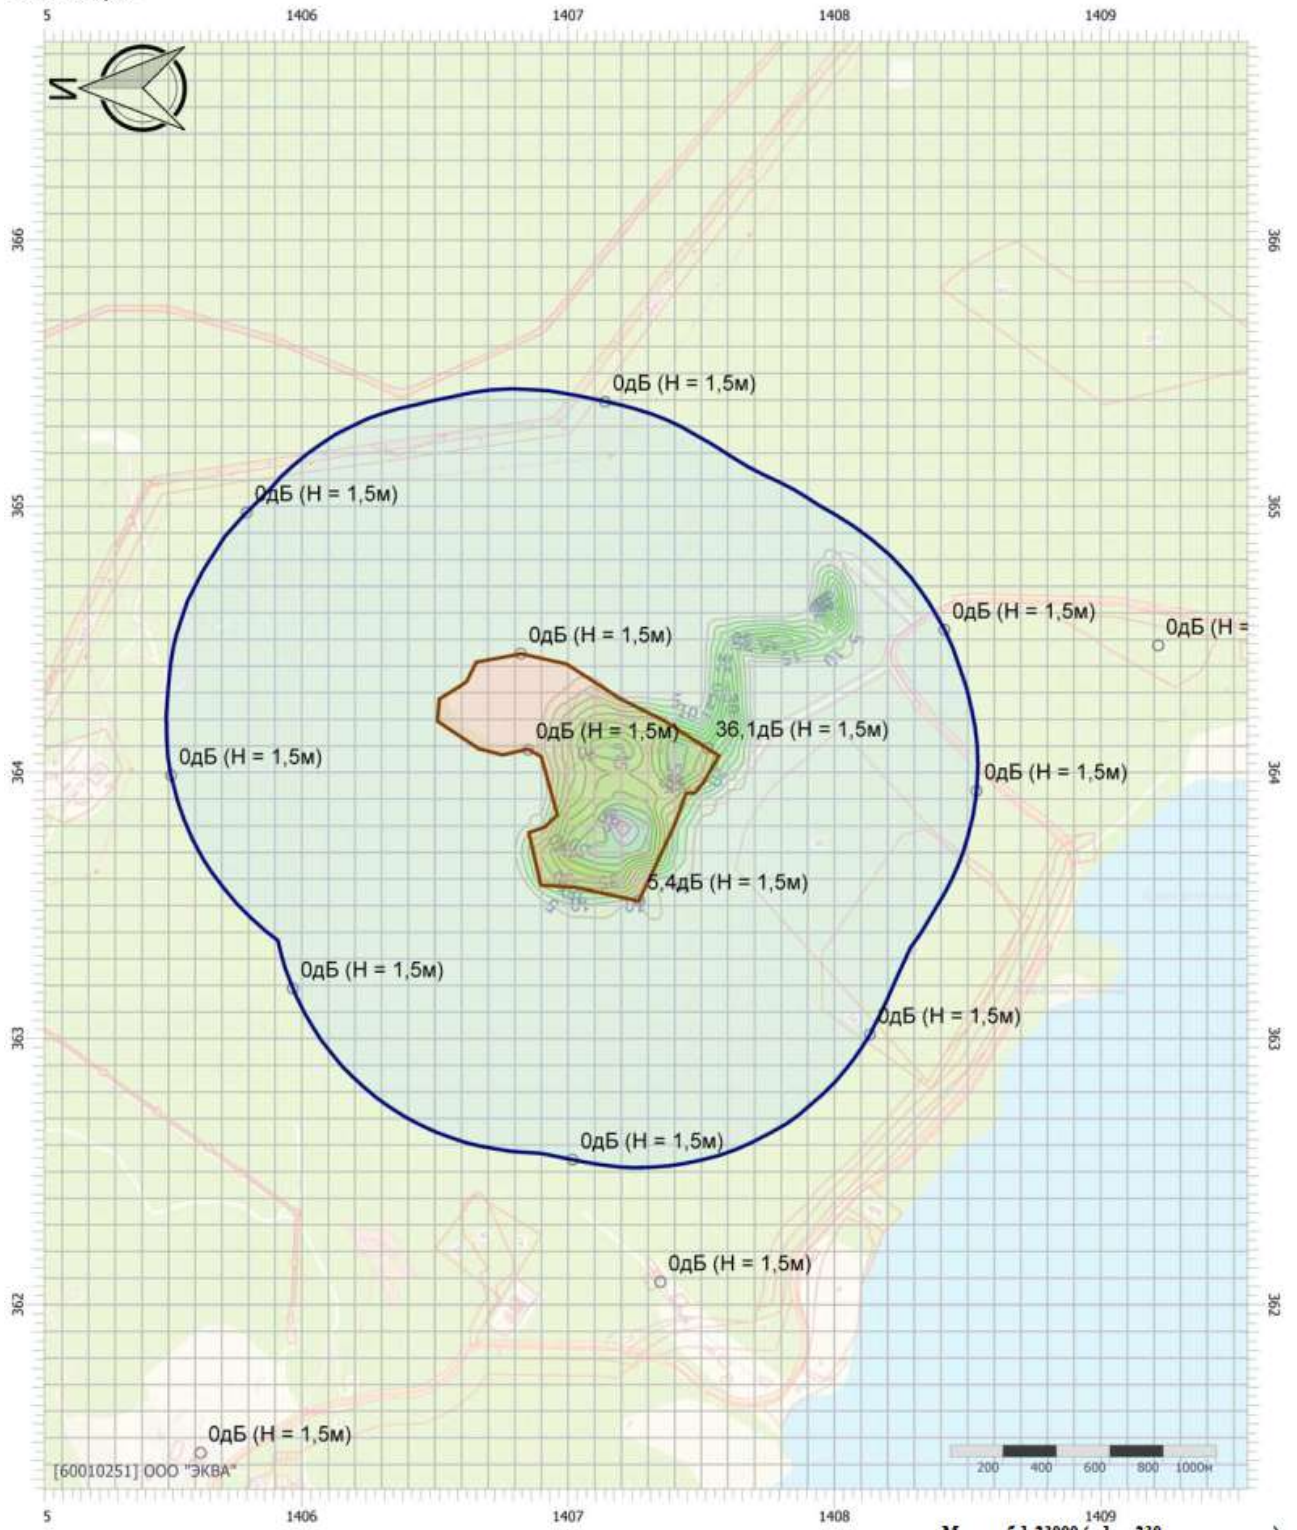 5 1406 1407 1408 1409
И
366 366
0дБ (H = 1,5м)
0дБ (H = 1,5м)
365 365
0дБ (H = 1,5м)
0дБ (H =
0дБ (H = 1,5м)
0дБ (H = 1,5м)
36,1дБ (H = 1,5м)
0дБ (H = 1,5м)
0дБ (H = 1,5м)
364 364
5,4дБ (H = 1,5м)
0дБ (H = 1,5м)
0дБ (H = 1,5м)
363 363
0дБ (H = 1,5м)
0дБ (H = 1,5м)
362 362
0дБ (H = 1,5м)
[60010251] ООО "ЭКВА"
200 400 600 800 1000м
5 1406 1407 1408 1409